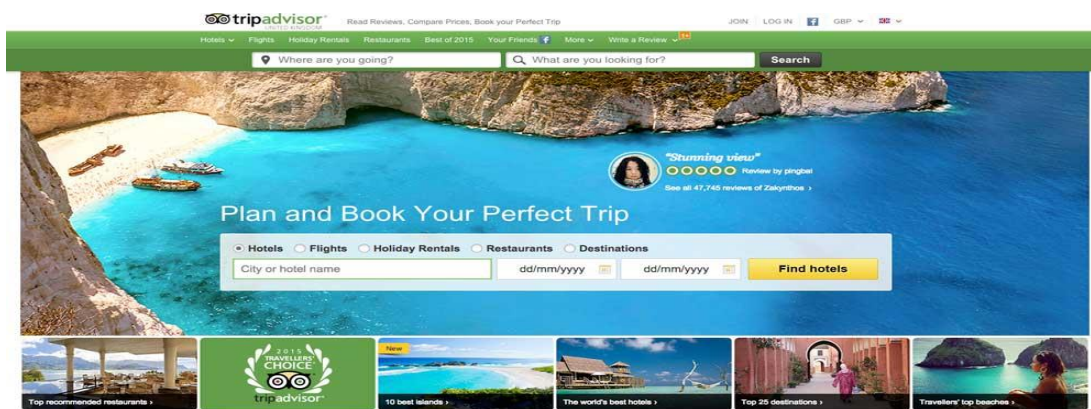 tripadvisor
UNITED KINGDOM
Read Reviews, Compare Prices, Book your Perfect Trip
JOIN LOG IN f GBP
Hotels Flights Holiday Rentals Restaurants Best of 2015 Your Friends f More Write a Review
Where are you going? What are you looking for? Search
"Stunning view"
Review by pingbal
See all 47,745 reviews of Zakynthos ›
Plan and Book Your Perfect Trip
Hotels Flights Holiday Rentals Restaurants Destinations
City or hotel name dd/mm/yyyy dd/mm/yyyy Find hotels
2015
TRAVELLERS'
CHOICE
tripadvisor
New
Top recommended restaurants › 10 best islands › The world's best hotels › Top 25 destinations › Travellers' top beaches ›